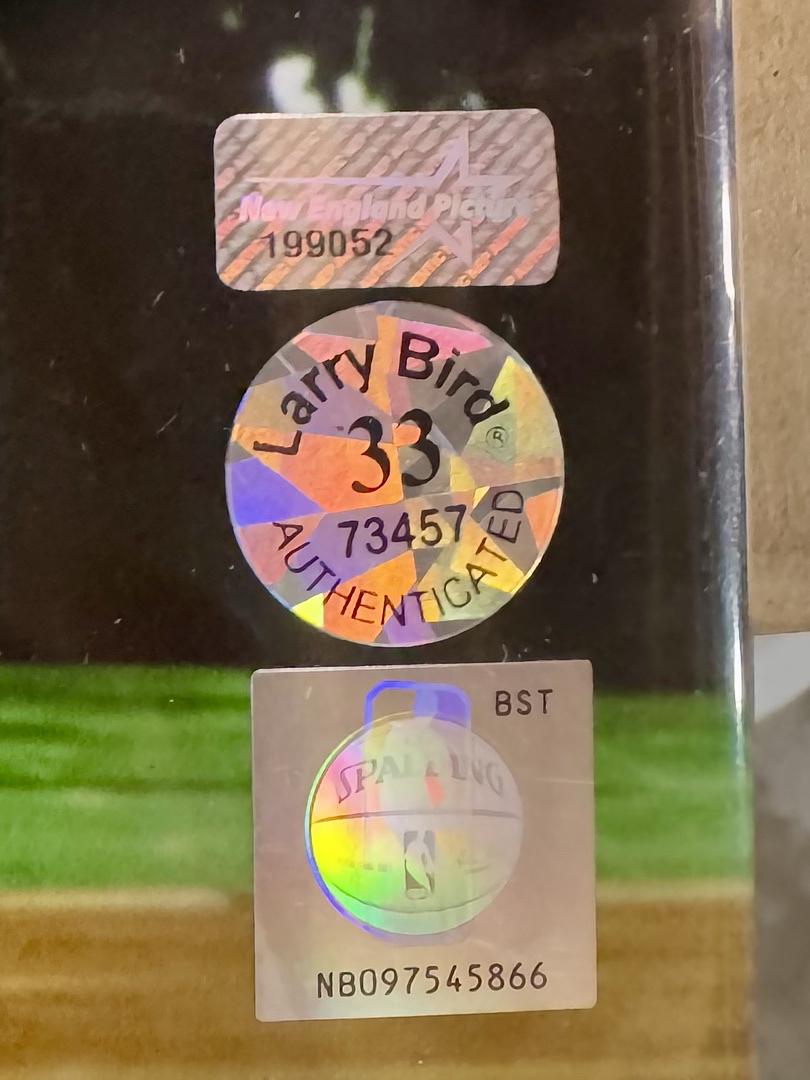 New England Picture
199052
Larry Bird®
33
73457
AUTHENTICATED
BST
SPALDING
NB097545866